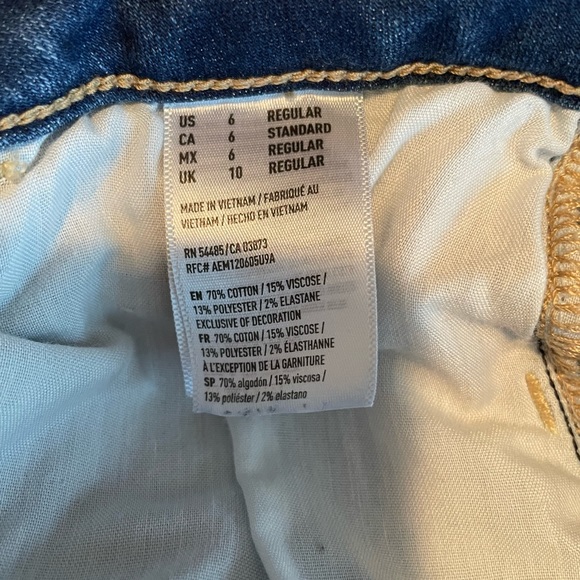 US 6 REGULAR
CA 6 STANDARD
MX 6 REGULAR
UK 10 REGULAR
MADE IN VIETNAM / FABRIQUÉ AU
VIETNAM / HECHO EN VIETNAM
RN 54485/CA 03873
RFC# AEM120605U9A
EN 70% COTTON / 15% VISCOSE /
13% POLYESTER / 2% ELASTANE
EXCLUSIVE OF DECORATION
FR 70% COTON / 15% VISCOSE /
13% POLYESTER / 2% ÉLASTHANNE
À L'EXCEPTION DE LA GARNITURE
SP 70% algodón / 15% viscosa /
13% poliéster / 2% elastano